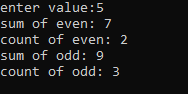 enter value:5
sum of even: 7
count of even: 2
sum of odd: 9
count of odd: 3